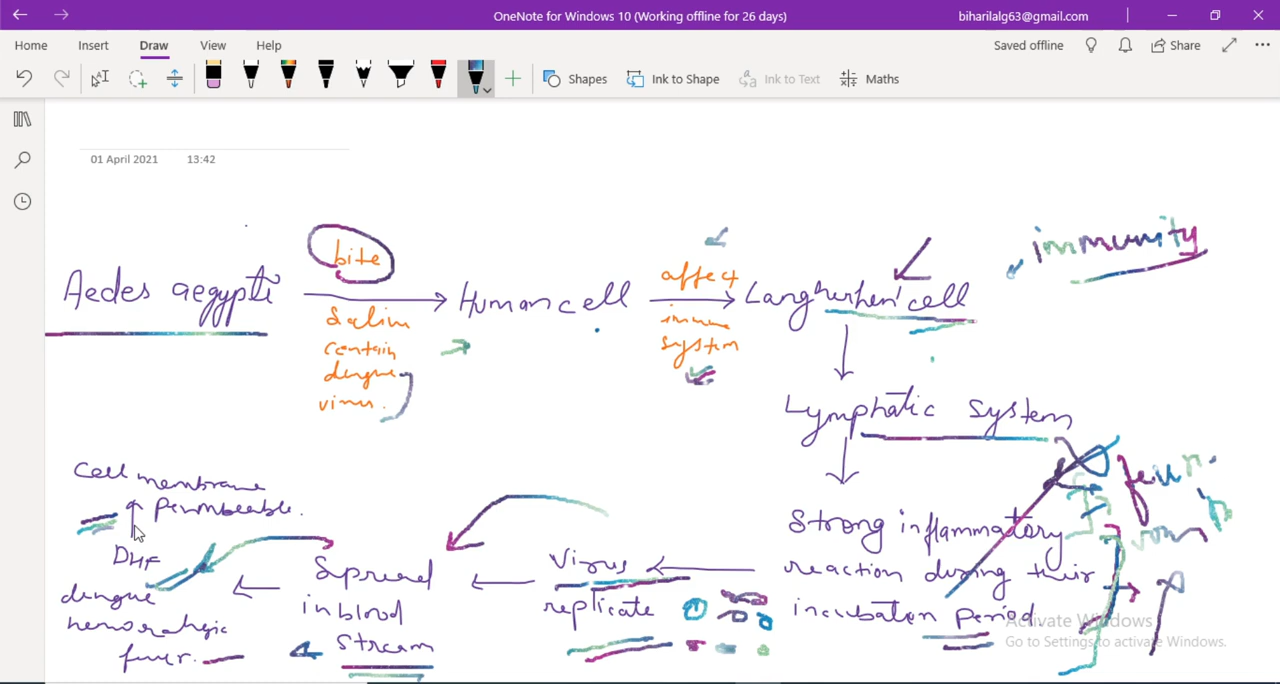 OneNote for Windows 10 (Working offline for 26 days)
biharilalg63@gmail.com
Home Insert Draw View Help
Saved offline Share
Shapes Ink to Shape Ink to Text Maths
01 April 2021 13:42
bite
affect
immunity
Aedes aegypti
Human cell
Langherhen' cell
Saliva
contain
dengue
virus.
immune
system
Lymphatic system
Cell membrane
↑ Permbeable.
DHF
dengue
hemorahgic
fever.
Spread
in blood
stream
Virus
replicate
Strong inflammatory
reaction during their
incubation period
Activate Windows
Go to Settings to activate Windows.